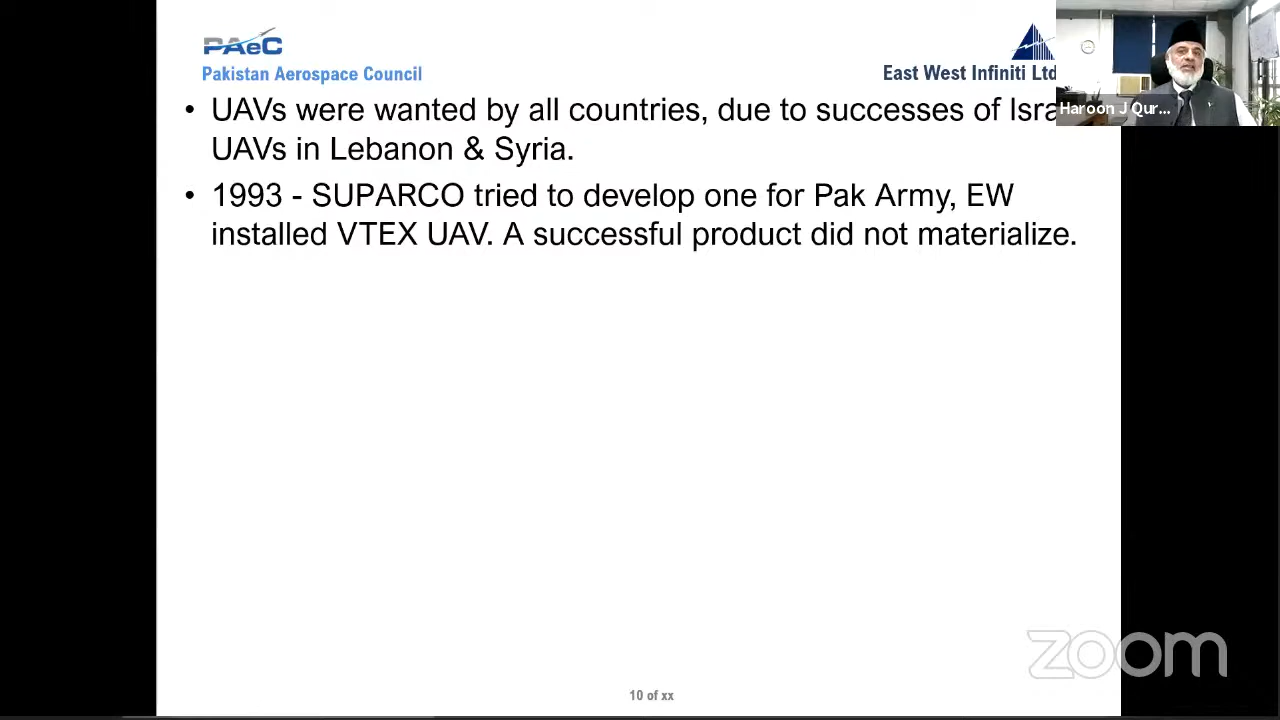 PAeC
Pakistan Aerospace Council
East West Infiniti Ltd
Haroon J Qur...
• UAVs were wanted by all countries, due to successes of Isra
UAVs in Lebanon & Syria.
• 1993 - SUPARCO tried to develop one for Pak Army, EW
installed VTEX UAV. A successful product did not materialize.
zoom
10 of xx